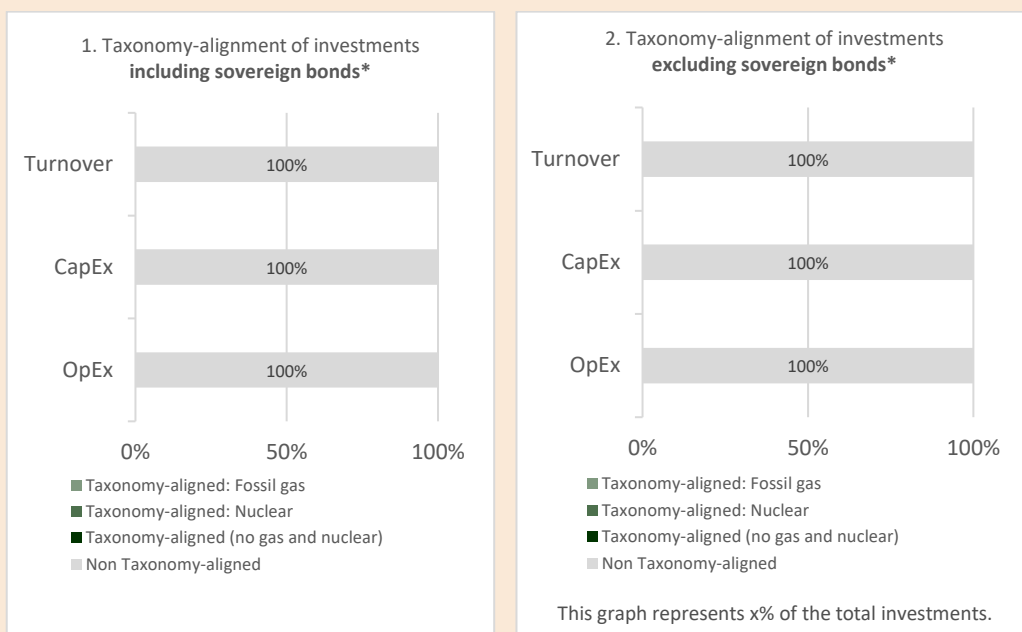 1. Taxonomy-alignment of investments
including sovereign bonds*
Turnover
100%
CapEx
100%
OpEx
100%
0%
50%
100%
Taxonomy-aligned: Fossil gas
Taxonomy-aligned: Nuclear
Taxonomy-aligned (no gas and nuclear)
Non Taxonomy-aligned
2. Taxonomy-alignment of investments
excluding sovereign bonds*
Turnover
100%
CapEx
100%
OpEx
100%
0%
50%
100%
Taxonomy-aligned: Fossil gas
Taxonomy-aligned: Nuclear
Taxonomy-aligned (no gas and nuclear)
Non Taxonomy-aligned
This graph represents x% of the total investments.